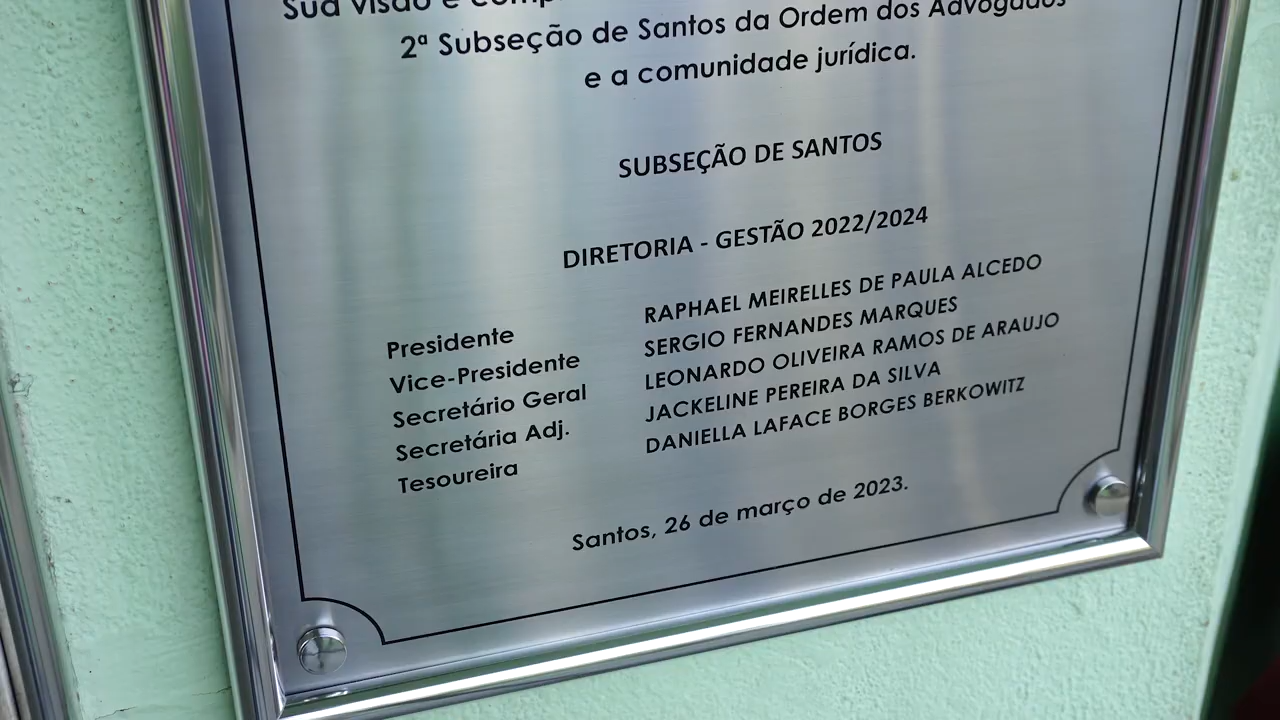 Sua visão e
2ª Subseção de Santos da Ordem dos Advogados
e a comunidade jurídica.
SUBSEÇÃO DE SANTOS
DIRETORIA - GESTÃO 2022/2024
Presidente RAPHAEL MEIRELLES DE PAULA ALCEDO
Vice-Presidente SERGIO FERNANDES MARQUES
Secretário Geral LEONARDO OLIVEIRA RAMOS DE ARAUJO
Secretária Adj. JACKELINE PEREIRA DA SILVA
Tesoureira DANIELLA LAFACE BORGES BERKOWITZ
Santos, 26 de março de 2023.